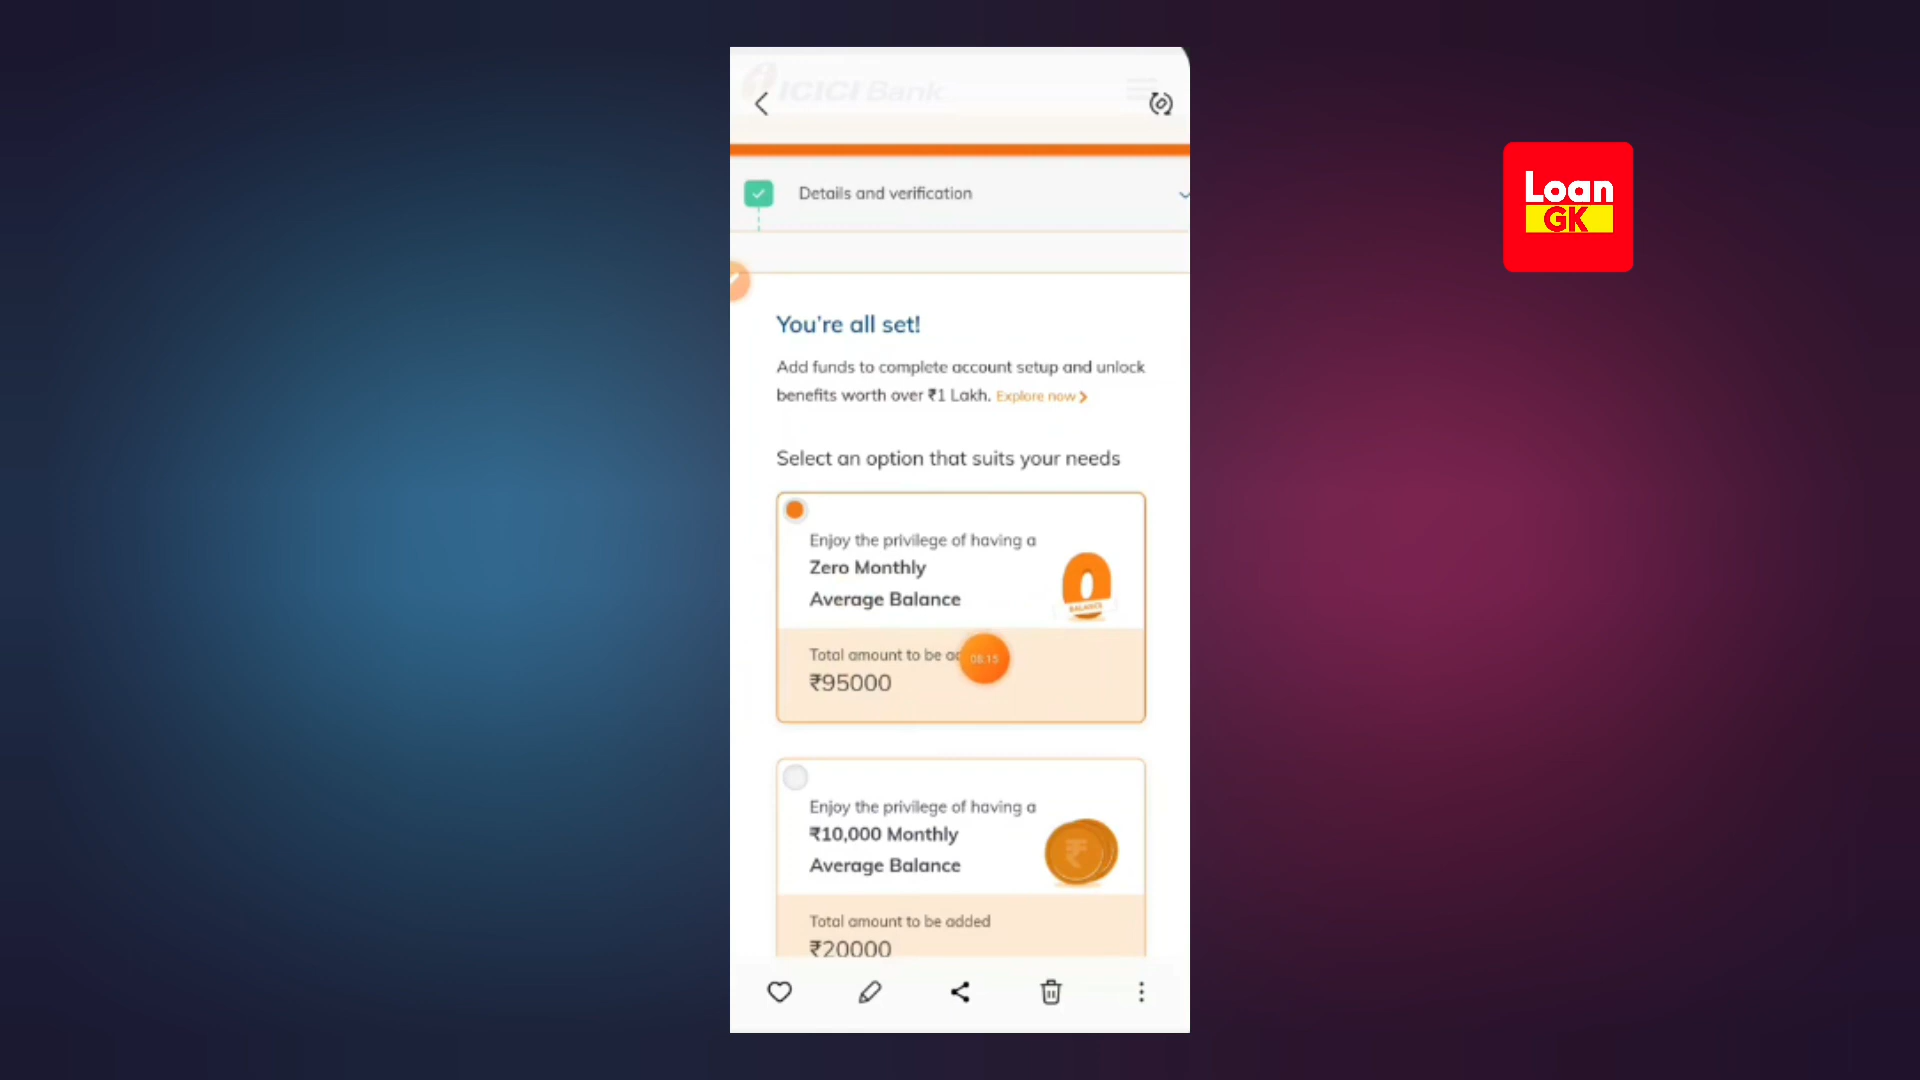 ICICI Bank
Loan
GK
Details and verification
You're all set!
Add funds to complete account setup and unlock
benefits worth over ₹1 Lakh. Explore now
Select an option that suits your needs
Enjoy the privilege of having a
Zero Monthly
Average Balance
BALANCE
Total amount to be
08:15
₹95000
Enjoy the privilege of having a
₹10,000 Monthly
Average Balance
₹
Total amount to be added
₹20000